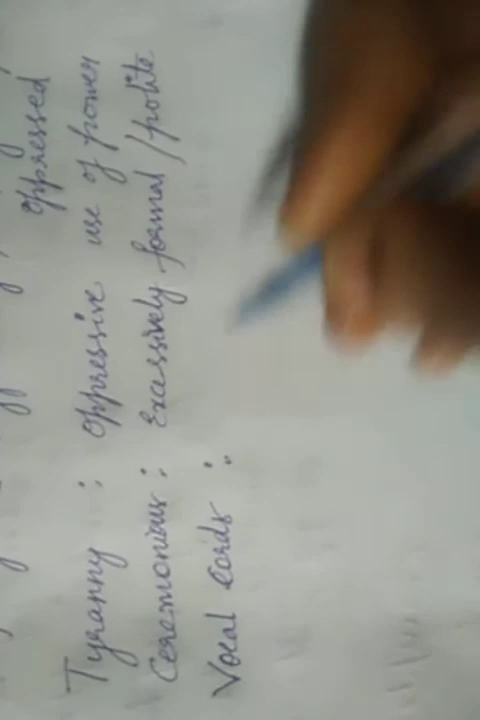 oppressed
Tyranny : oppressive use of power
Ceremonious : Excessively formal / polite
Vocal Cords :